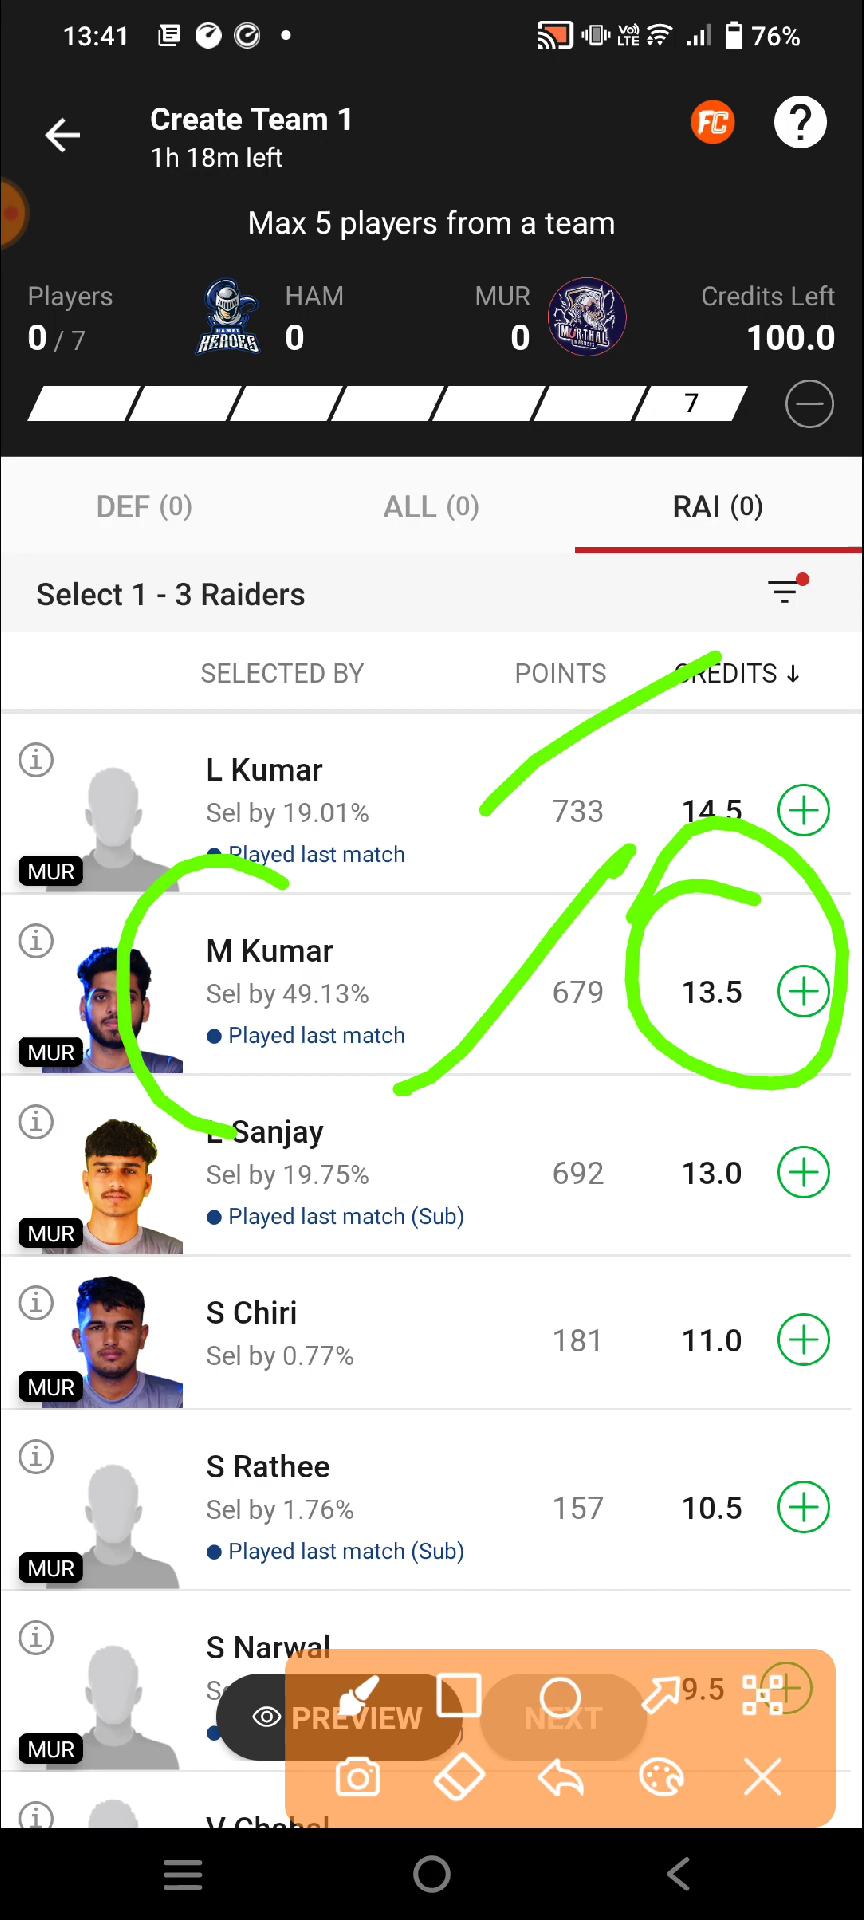 13:41 Vo) LTE 76%
Create Team 1
1h 18m left
FC ?
Max 5 players from a team
Players HAM MUR Credits Left
0 / 7 0 0 100.0
HEROES
7
DEF (0) ALL (0) RAI (0)
Select 1 - 3 Raiders
SELECTED BY POINTS CREDITS ↓
L Kumar
Sel by 19.01% 733 14.5
Played last match
MUR
M Kumar
Sel by 49.13% 679 13.5
Played last match
MUR
L Sanjay
Sel by 19.75% 692 13.0
Played last match (Sub)
MUR
S Chiri
Sel by 0.77% 181 11.0
MUR
S Rathee
Sel by 1.76% 157 10.5
Played last match (Sub)
MUR
S Narwal
9.5
PREVIEW NEXT
MUR